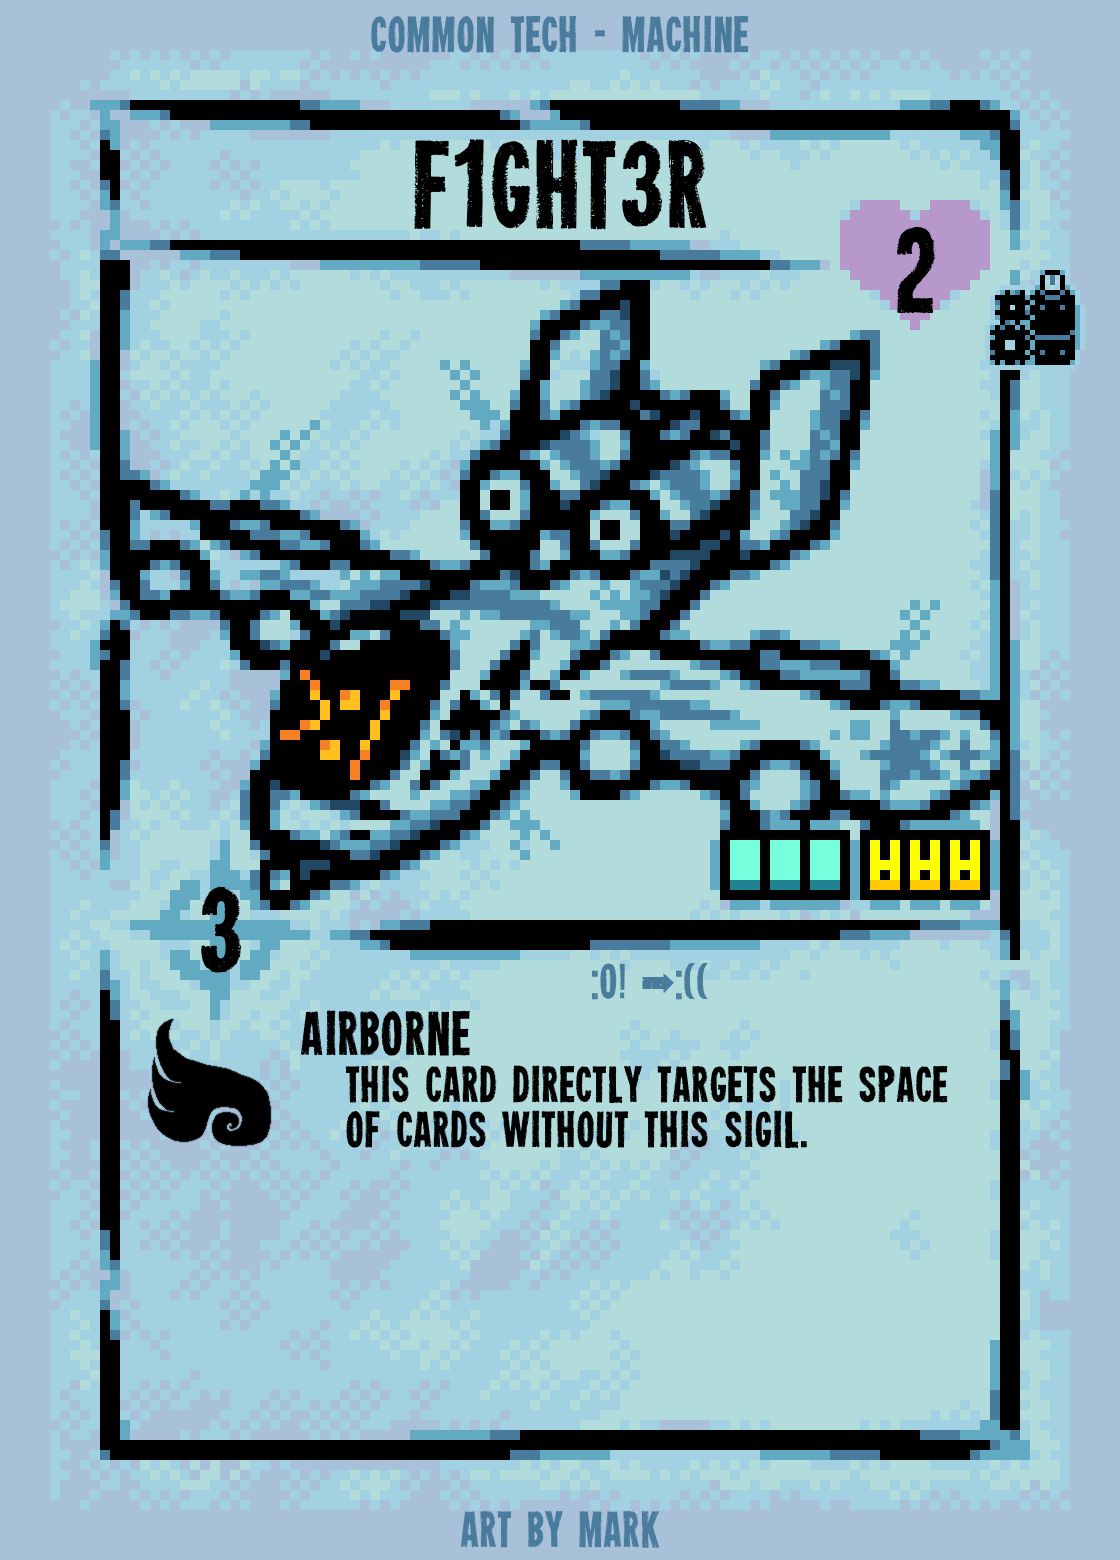 COMMON TECH - MACHINE
F1GHT3R
2
3
:0! ➡:((
AIRBORNE
THIS CARD DIRECTLY TARGETS THE SPACE
OF CARDS WITHOUT THIS SIGIL.
ART BY MARK